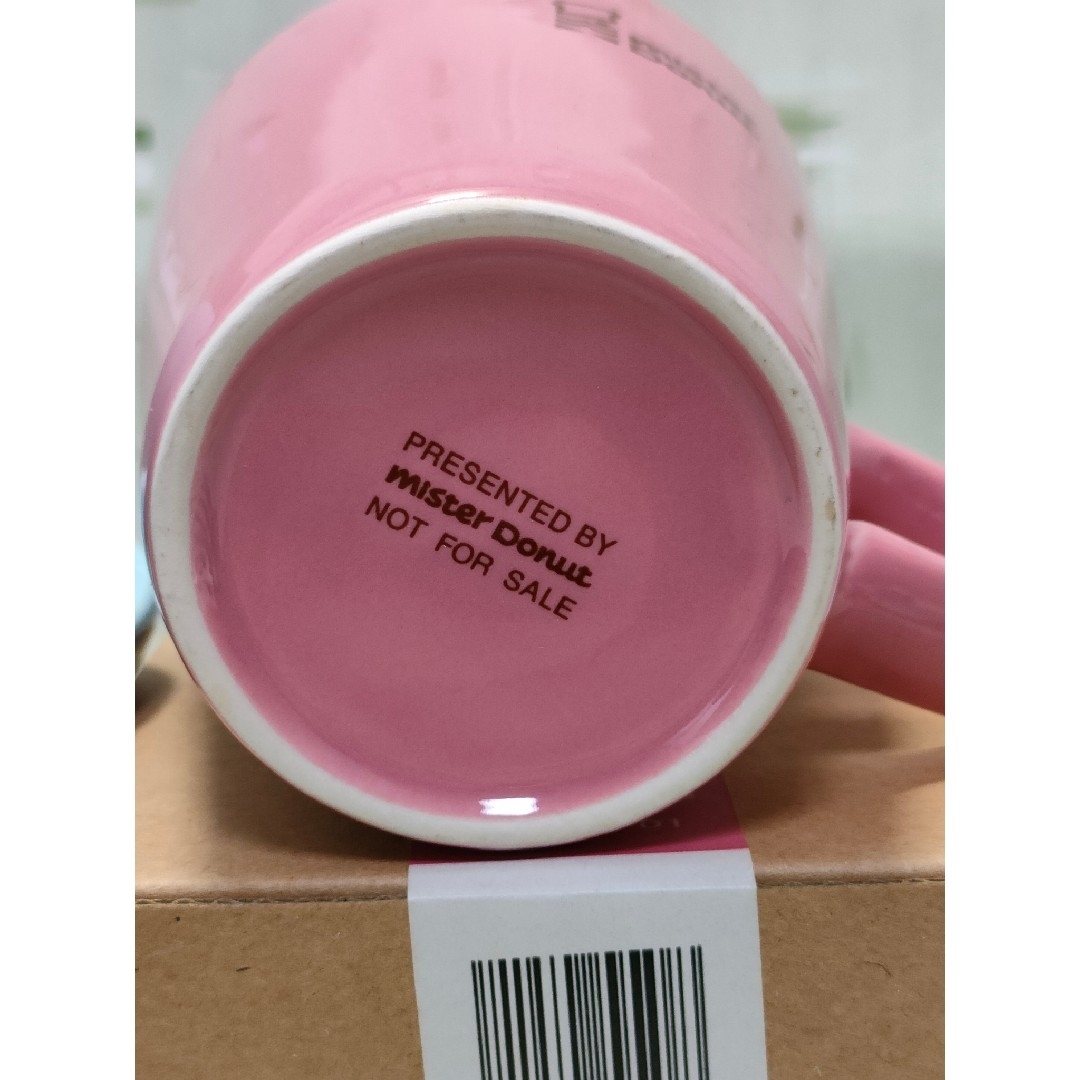 PRESENTED BY
mister Donut
NOT FOR SALE